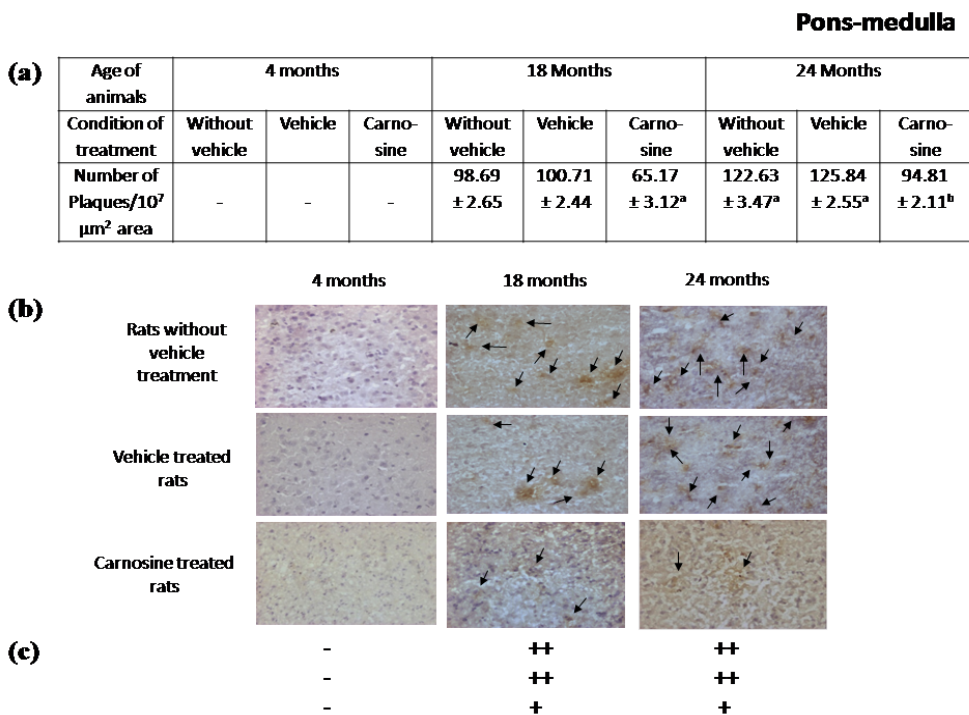 Pons-medulla
(a)
Age of animals 4 months 18 Months 24 Months
Condition of treatment Without vehicle Vehicle Carno-sine Without vehicle Vehicle Carno-sine Without vehicle Vehicle Carno-sine
Number of Plaques/10⁷ μm² area - - - 98.69 ± 2.65 100.71 ± 2.44 65.17 ± 3.12ᵃ 122.63 ± 3.47ᵃ 125.84 ± 2.55ᵃ 94.81 ± 2.11ᵇ
4 months 18 months 24 months
(b)
Rats without
vehicle
treatment
Vehicle treated
rats
Carnosine treated
rats
(c) - ++ ++
- ++ ++
- + +